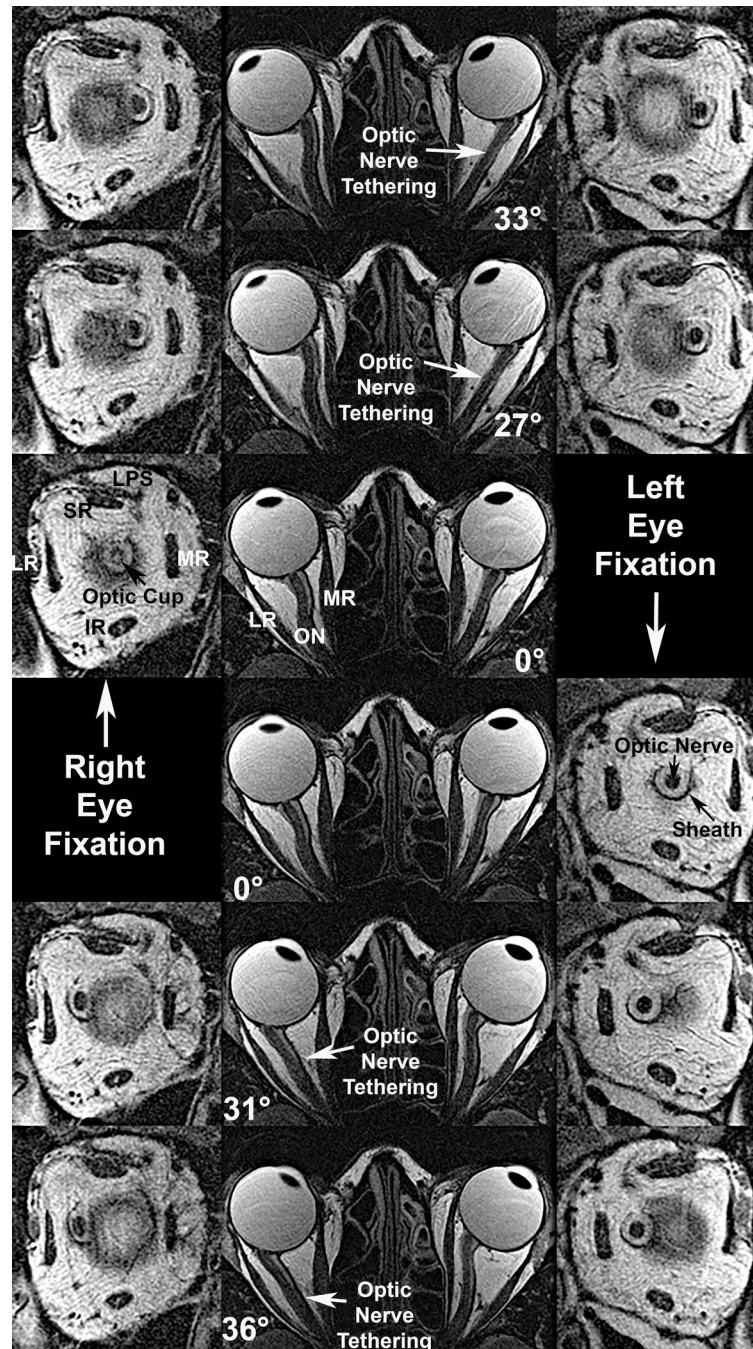 Optic
Nerve
Tethering
33°
Optic
Nerve
Tethering
27°
LPS
SR
LR
MR
Optic Cup
IR
MR
LR
ON
0°
Left
Eye
Fixation
Right
Eye
Fixation
0°
Optic Nerve
Sheath
Optic
Nerve
Tethering
31°
Optic
Nerve
Tethering
36°